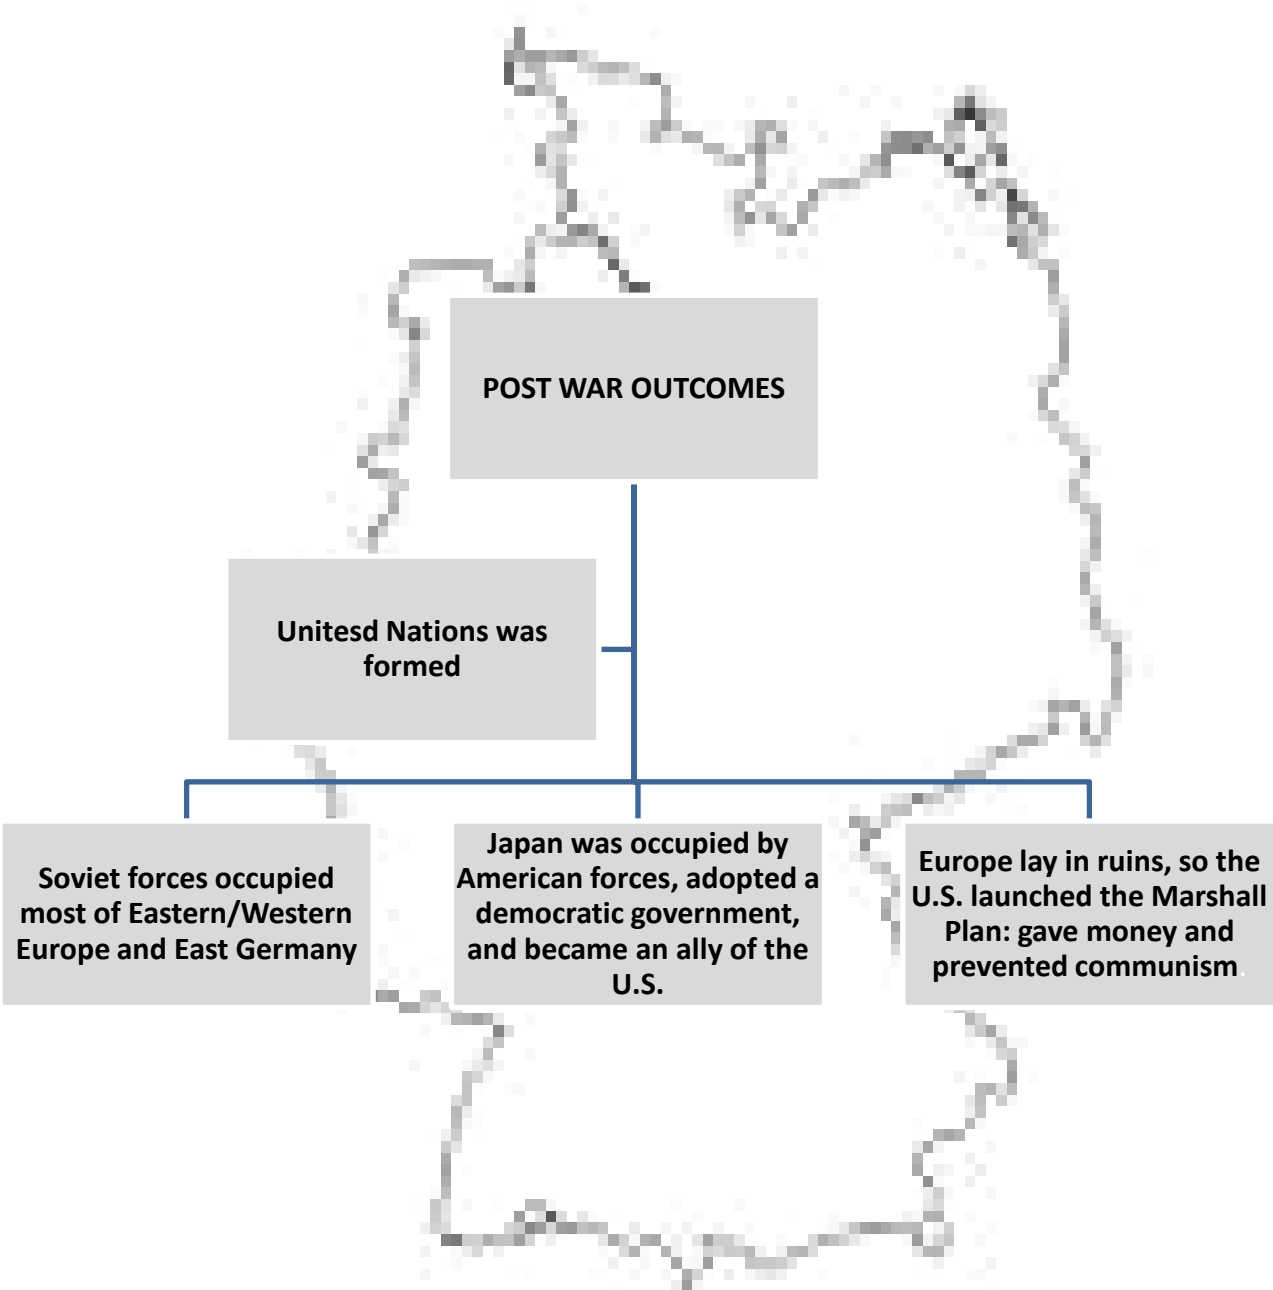 POST WAR OUTCOMES
Unitesd Nations was
formed
Soviet forces occupied
most of Eastern/Western
Europe and East Germany
Japan was occupied by
American forces, adopted a
democratic government,
and became an ally of the
U.S.
Europe lay in ruins, so the
U.S. launched the Marshall
Plan: gave money and
prevented communism.